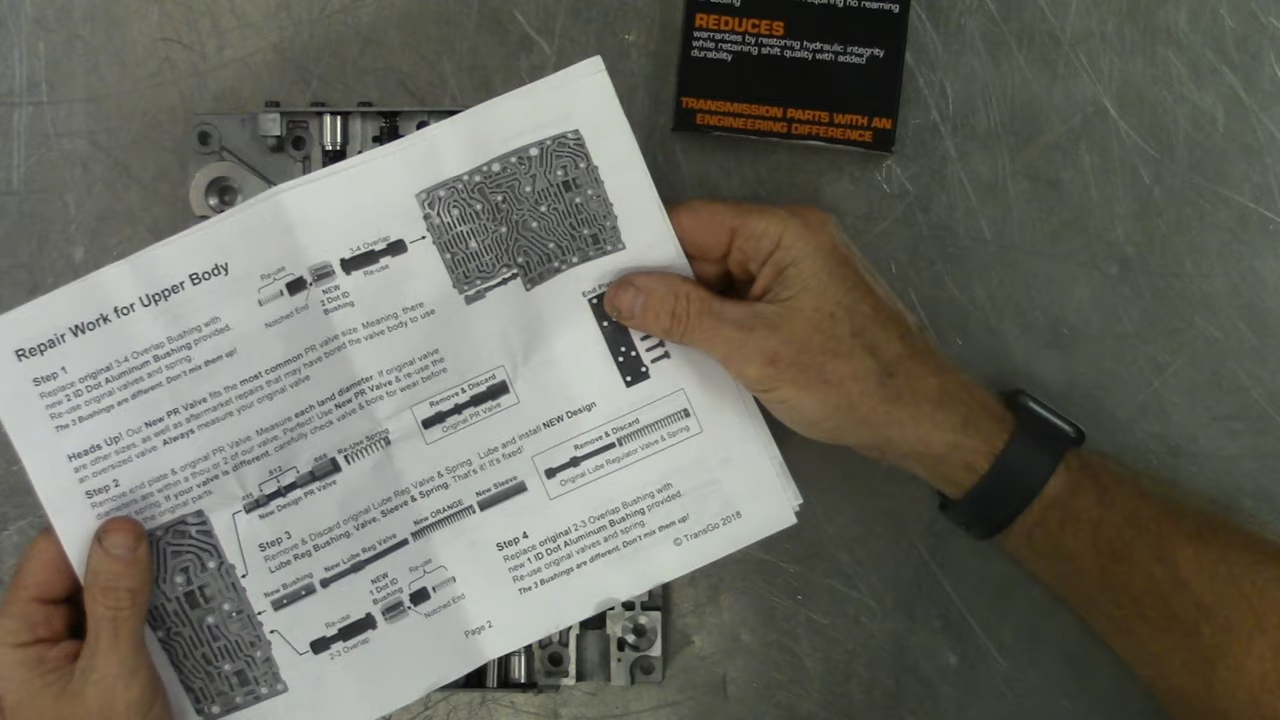 requiring no reaming
REDUCES
warranties by restoring hydraulic integrity
while retaining shift quality with added
durability
TRANSMISSION PARTS WITH AN
ENGINEERING DIFFERENCE
Repair Work for Upper Body
Re-use
Notched End
NEW
2 Dot ID
Bushing
3-4 Overlap
Re-use
Step 1
Replace original 3-4 Overlap Bushing with
new 2 ID Dot Aluminum Bushing provided.
Re-use original valves and spring.
The 3 Bushings are different. Don't mix them up!
Heads Up! Our New PR Valve fits the most common PR valve size. Meaning, there
are other sizes, as well as aftermarket repairs that may have bored the valve body to use
an oversized valve. Always measure your original valve.
Step 2
Remove end plate & original PR Valve. Measure each land diameter. If original valve
diameters are within a thou or 2 of our valve. Perfect! Use New PR Valve & re-use the
spring. If your valve is different, carefully check valve & bore for wear before
the original parts
End
Remove & Discard
Original PR Valve
Re-Use Spring
New Design PR Valve
Step 3
Remove & Discard original Lube Reg Valve & Spring. Lube and install NEW Design
Lube Reg Bushing, Valve, Sleeve & Spring. That's it! It's fixed!
Remove & Discard
Original Lube Regulator Valve & Spring
New Bushing
New Lube Reg Valve
New ORANGE
New Sleeve
Re-use
2-3 Overlap
NEW
1 Dot ID
Bushing
Re-use
Notched End
Step 4
Replace original 2-3 Overlap Bushing with
new 1 ID Dot Aluminum Bushing provided.
Re-use original valves and spring.
The 3 Bushings are different. Don't mix them up!
© TransGo 2018
Page 2